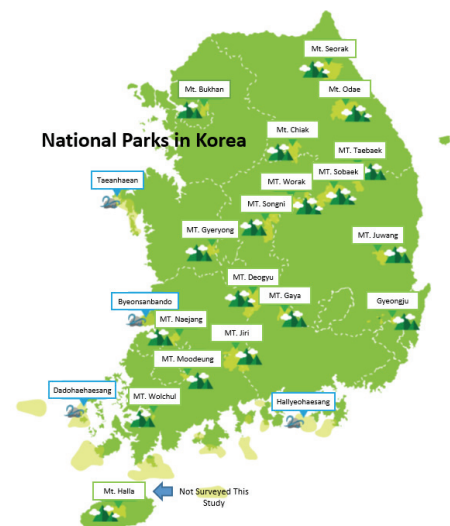 Mt. Seorak
Mt. Bukhan
Mt. Odae
Mt. Chiak
National Parks in Korea
MT. Taebaek
MT. Sobaek
Taeanhaean
MT. Worak
MT. Songni
MT. Gyeryong
MT. Juwang
MT. Deogyu
MT. Gaya
Byeonsanbando
Gyeongju
MT. Naejang
MT. Jiri
MT. Moodeung
Dadohaehaesang
MT. Wolchul
Hallyeohaesang
Mt. Halla
Not Surveyed This
Study